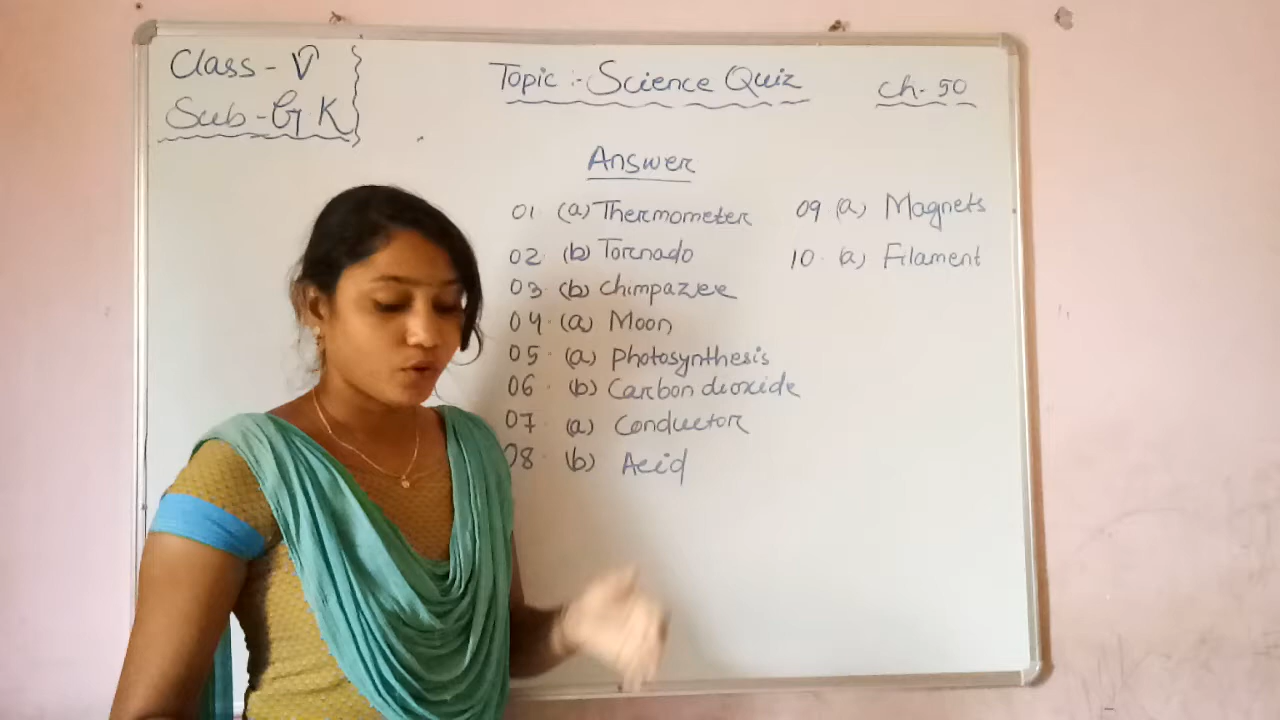 Class - V
Sub - G.K
Topic :- Science Quiz
Ch- 50
Answer
01. (a) Thermometer
02. (b) Tornado
03. (b) Chimpazee
04. (a) Moon
05. (a) Photosynthesis
06. (b) Carbon dioxide
07. (a) Conductor
08. (b) Acid
09. (a) Magnets
10. (a) Filament